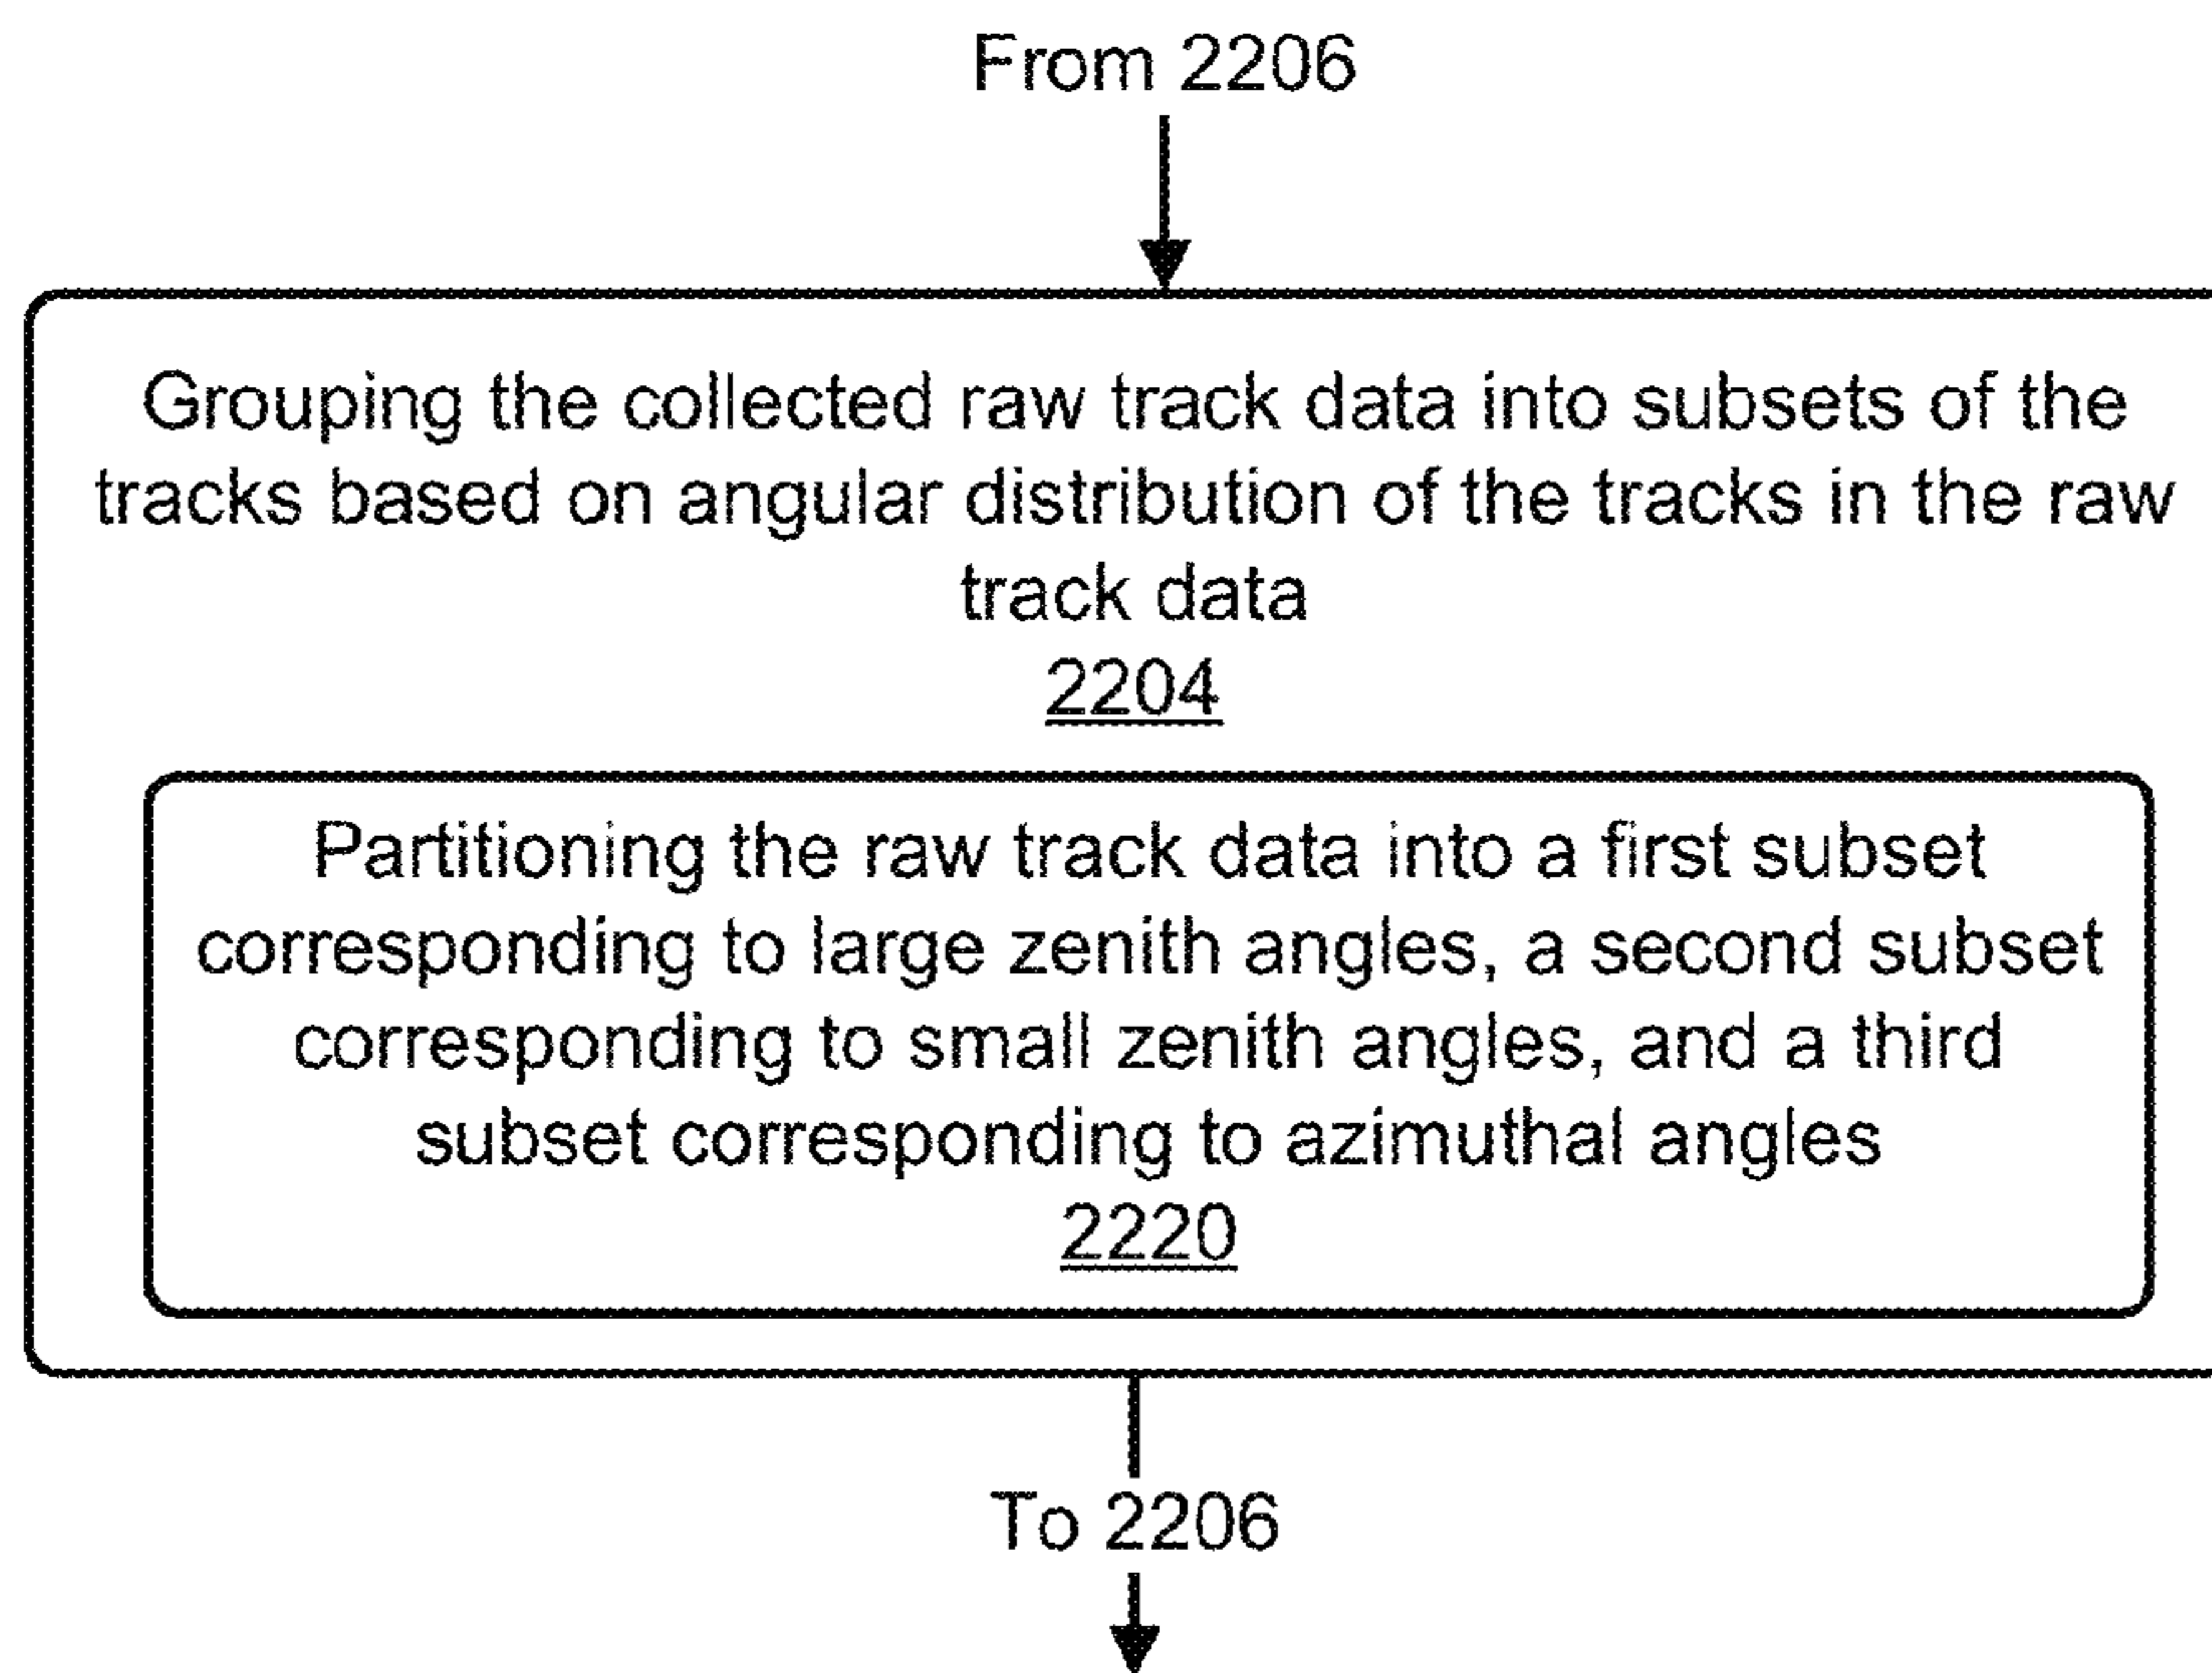 From 2206
Grouping the collected raw track data into subsets of the
tracks based on angular distribution of the tracks in the raw
track data
2204
Partitioning the raw track data into a first subset
corresponding to large zenith angles, a second subset
corresponding to small zenith angles, and a third
subset corresponding to azimuthal angles
2220
To 2206